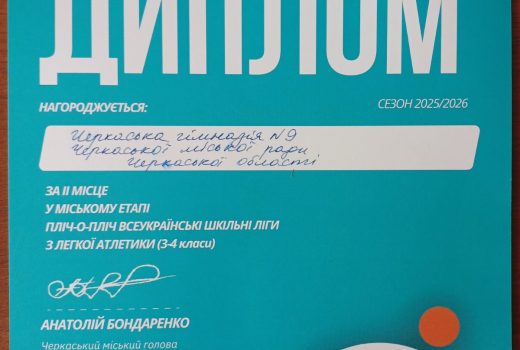 ДИПЛОМ
НАГОРОДЖУЄТЬСЯ:
СЕЗОН 2025/2026
Черкаська гімназія №9
Черкаської міської ради
Черкаської області
ЗА ІІ МІСЦЕ
У МІСЬКОМУ ЕТАПІ
ПЛІЧ-О-ПЛІЧ ВСЕУКРАЇНСЬКІ ШКІЛЬНІ ЛІГИ
З ЛЕГКОЇ АТЛЕТИКИ (3-4 класи)
АНАТОЛІЙ БОНДАРЕНКО
Черкаський міський голова